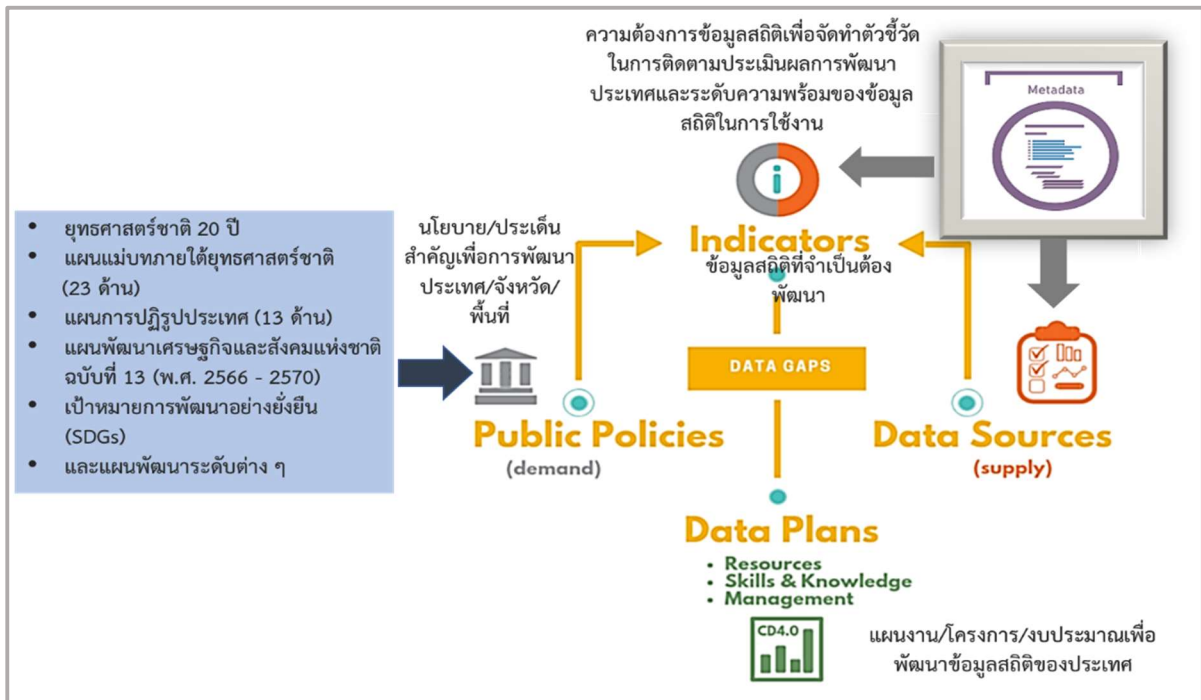 ความต้องการข้อมูลสถิติเพื่อจัดทำตัวชี้วัด
ในการติดตามประเมินผลการพัฒนา
ประเทศและระดับความพร้อมของข้อมูล
สถิติในการใช้งาน
Metadata
i
• ยุทธศาสตร์ชาติ 20 ปี
• แผนแม่บทภายใต้ยุทธศาสตร์ชาติ
(23 ด้าน)
• แผนการปฏิรูปประเทศ (13 ด้าน)
• แผนพัฒนาเศรษฐกิจและสังคมแห่งชาติ
ฉบับที่ 13 (พ.ศ. 2566 - 2570)
• เป้าหมายการพัฒนาอย่างยั่งยืน
(SDGs)
• และแผนพัฒนาระดับต่าง ๆ
นโยบาย/ประเด็น
สำคัญเพื่อการพัฒนา
ประเทศ/จังหวัด/
พื้นที่
Indicators
ข้อมูลสถิติที่จำเป็นต้อง
พัฒนา
DATA GAPS
Public Policies
(demand)
Data Sources
(supply)
Data Plans
• Resources
• Skills & Knowledge
• Management
CD4.0
แผนงาน/โครงการ/งบประมาณเพื่อ
พัฒนาข้อมูลสถิติของประเทศ